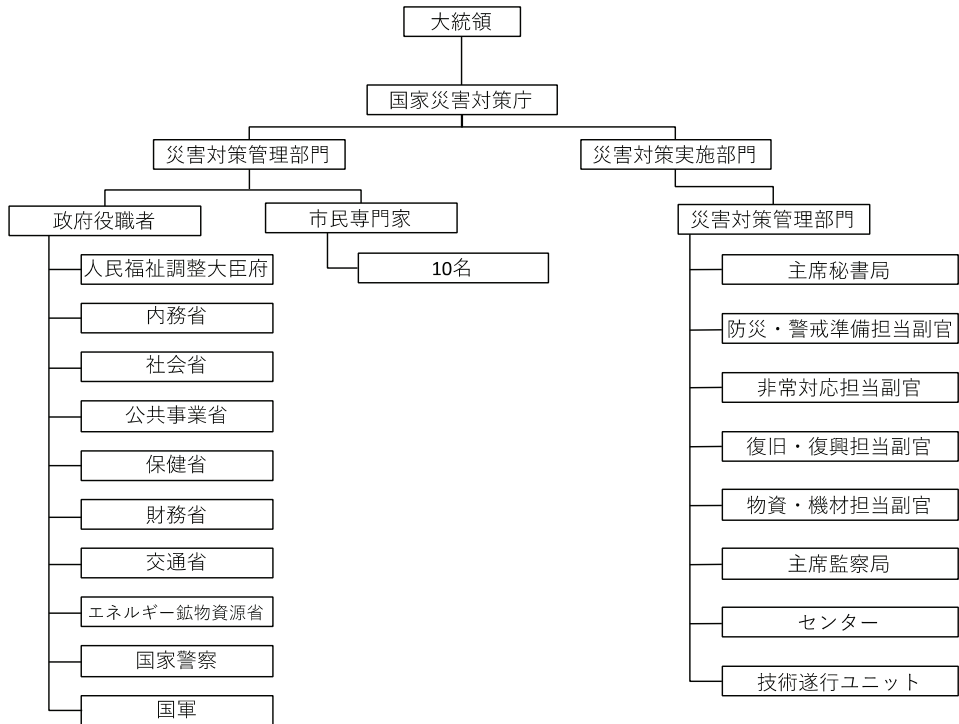 大統領
国家災害対策庁
災害対策管理部門
災害対策実施部門
政府役職者
市民専門家
災害対策管理部門
人民福祉調整大臣府
内務省
社会省
公共事業省
保健省
財務省
交通省
エネルギー鉱物資源省
国家警察
国軍
10名
主席秘書局
防災・警戒準備担当副官
非常対応担当副官
復旧・復興担当副官
物資・機材担当副官
主席監察局
センター
技術遂行ユニット